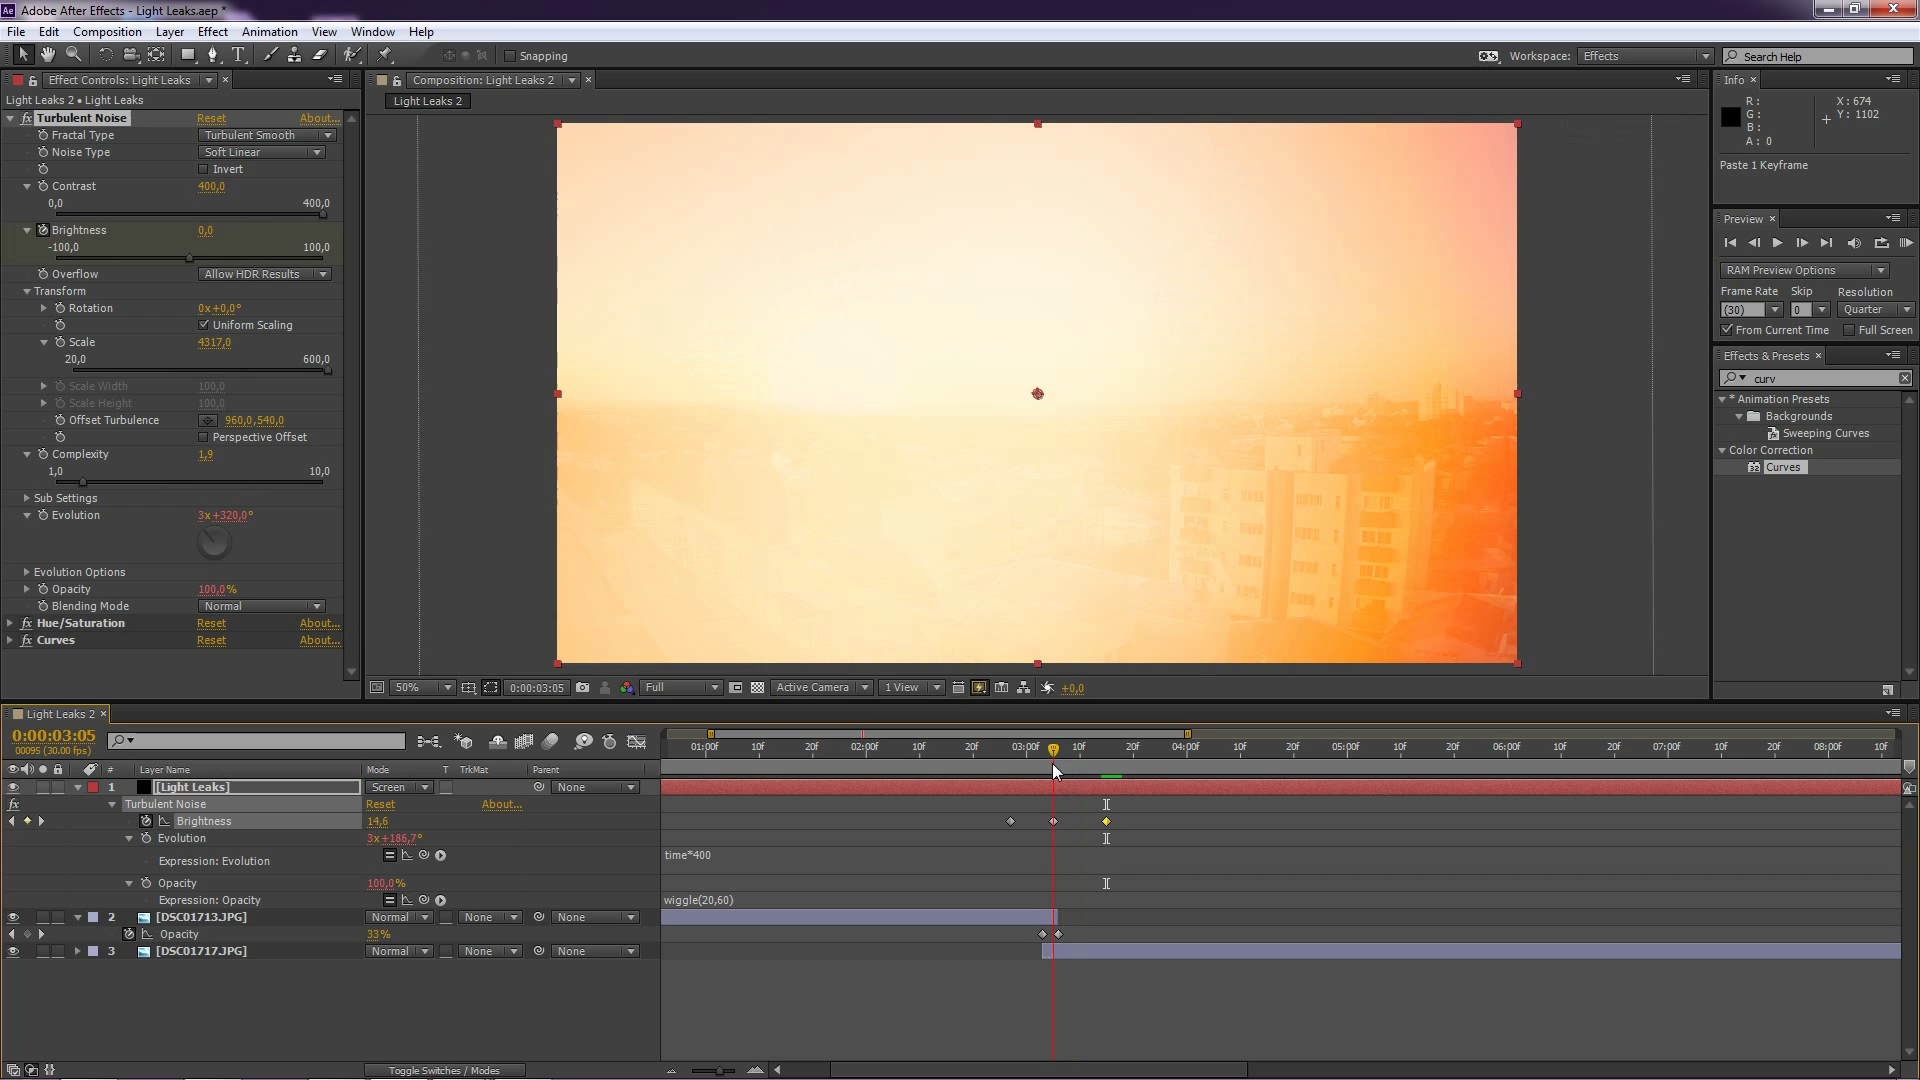 Ae Adobe After Effects - Light Leaks.aep *
File Edit Composition Layer Effect Animation View Window Help
Snapping
Workspace: Effects
Search Help
Effect Controls: Light Leaks
Light Leaks 2 • Light Leaks
fx Turbulent Noise Reset About...
Fractal Type Turbulent Smooth
Noise Type Soft Linear
Invert
Contrast 400,0
0,0 400,0
Brightness 0,0
-100,0 100,0
Overflow Allow HDR Results
Transform
Rotation 0x+0,0°
Uniform Scaling
Scale 4317,0
20,0 600,0
Scale Width 100,0
Scale Height 100,0
Offset Turbulence 960,0,540,0
Perspective Offset
Complexity 1,9
1,0 10,0
Sub Settings
Evolution 3x+320,0°
Evolution Options
Opacity 100,0%
Blending Mode Normal
fx Hue/Saturation Reset About...
fx Curves Reset About...
Composition: Light Leaks 2
Light Leaks 2
50% 0:00:03:05 Full Active Camera 1 View +0,0
Info
R: X: 674
G: Y: 1102
B:
A: 0
Paste 1 Keyframe
Preview
RAM Preview Options
Frame Rate Skip Resolution
(30) 0 Quarter
From Current Time Full Screen
Effects & Presets
curv
* Animation Presets
Backgrounds
Sweeping Curves
Color Correction
32 Curves
Light Leaks 2
0:00:03:05
00095 (30.00 fps)
01:00f 10f 20f 02:00f 10f 20f 03:00f 10f 20f 04:00f 10f 20f 05:00f 10f 20f 06:00f 10f 20f 07:00f 10f 20f 08:00f 10f
# Layer Name Mode T TrkMat Parent
1 [Light Leaks] Screen None
fx Turbulent Noise Reset About...
Brightness 14,6
Evolution 3x+186,7°
Expression: Evolution time*400
Opacity 100,0%
Expression: Opacity wiggle(20,60)
2 [DSC01713.JPG] Normal None None
Opacity 33%
3 [DSC01717.JPG] Normal None None
Toggle Switches / Modes